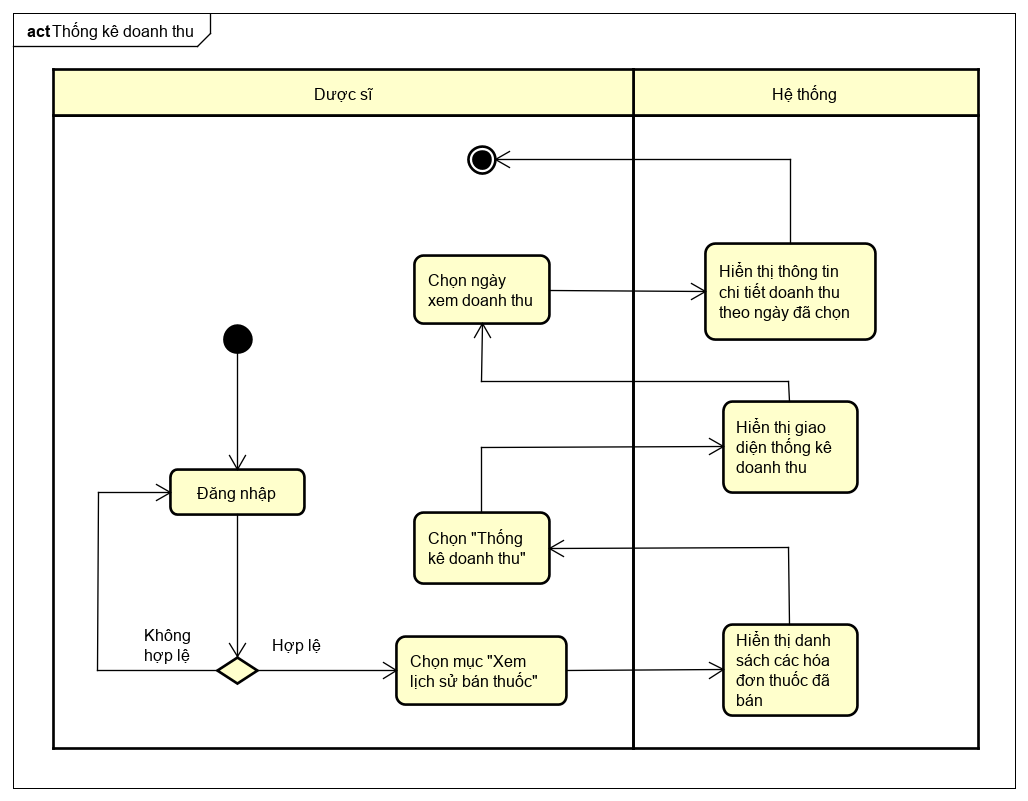 act Thống kê doanh thu
Dược sĩ
Hệ thống
Chọn ngày
xem doanh thu
Hiển thị thông tin
chi tiết doanh thu
theo ngày đã chọn
Hiển thị giao
diện thống kê
doanh thu
Đăng nhập
Chọn "Thống
kê doanh thu"
Không
hợp lệ
Hợp lệ
Chọn mục "Xem
lịch sử bán thuốc"
Hiển thị danh
sách các hóa
đơn thuốc đã
bán